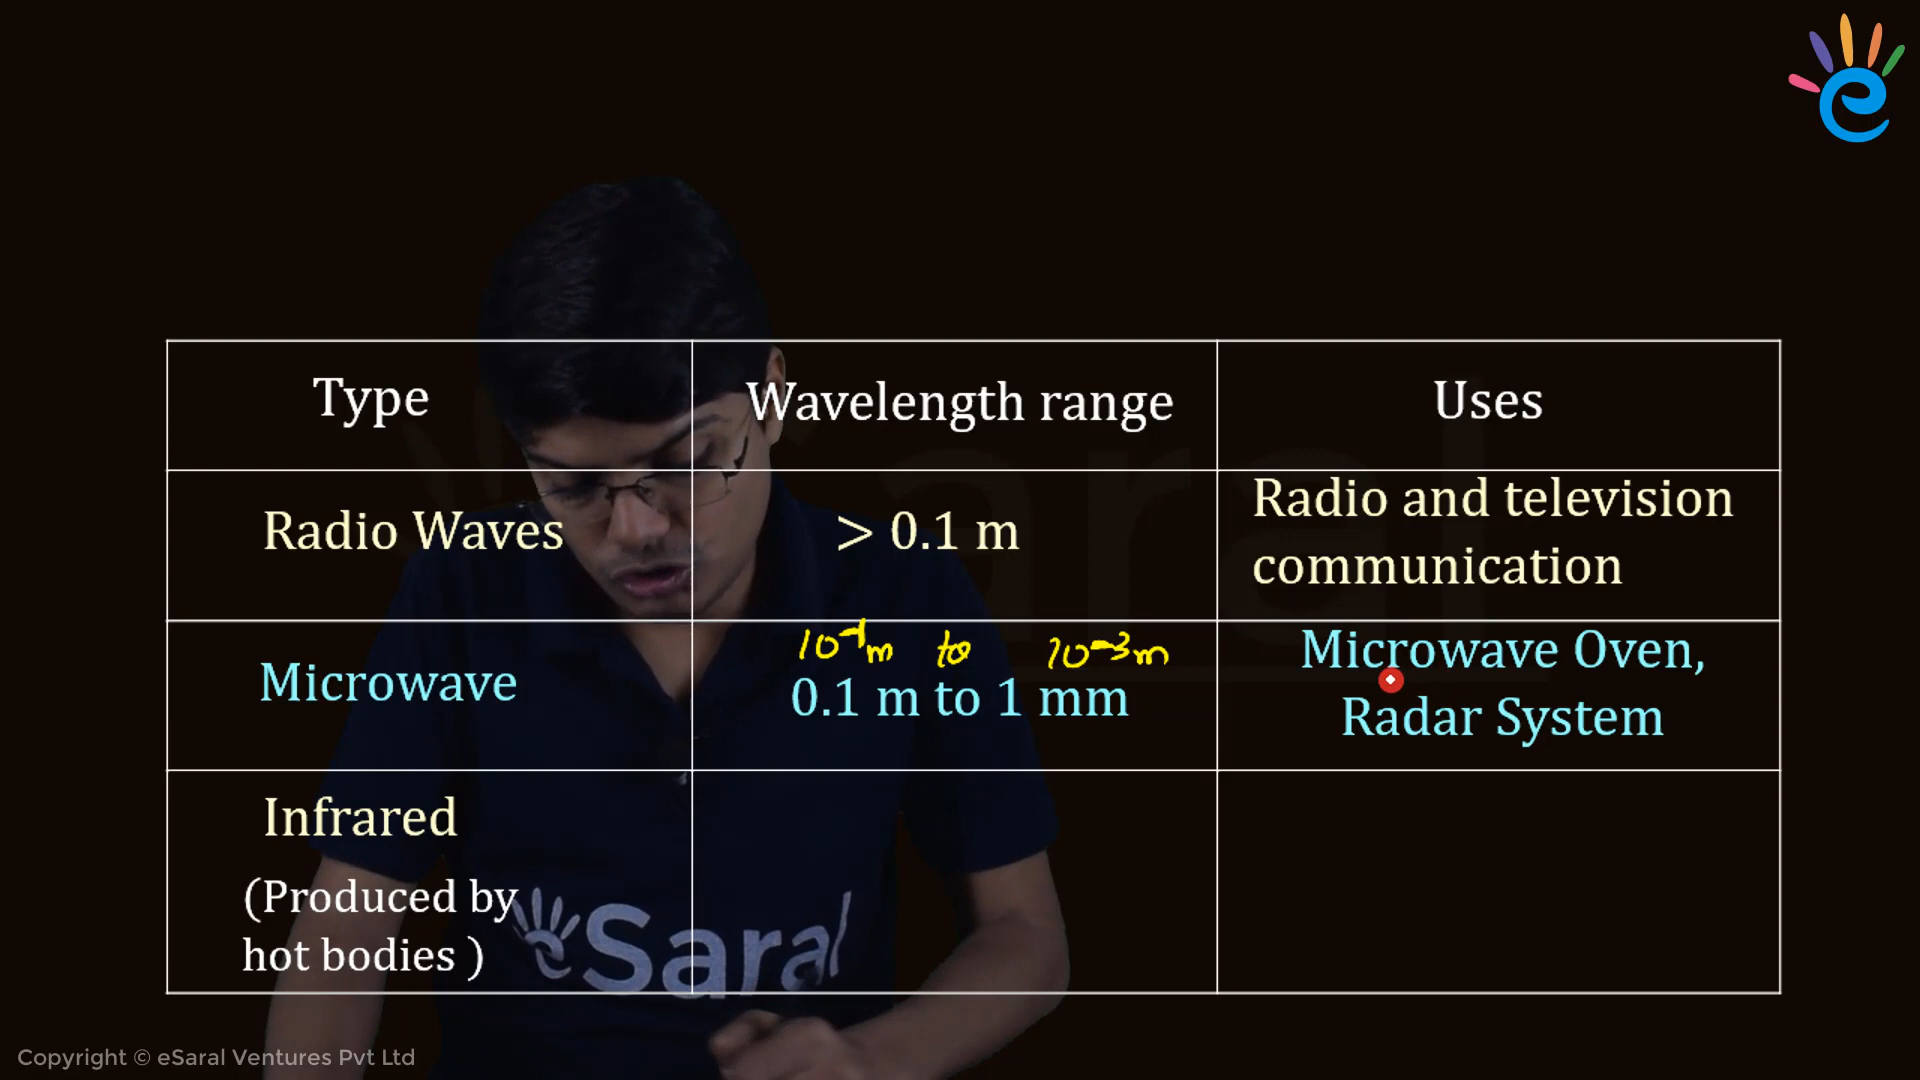 Type Wavelength range Uses
Radio Waves > 0.1 m Radio and television
communication
10⁻¹m to 10⁻³m
Microwave 0.1 m to 1 mm Microwave Oven,
Radar System
Infrared
(Produced by
hot bodies )
eSaral
Copyright © eSaral Ventures Pvt Ltd